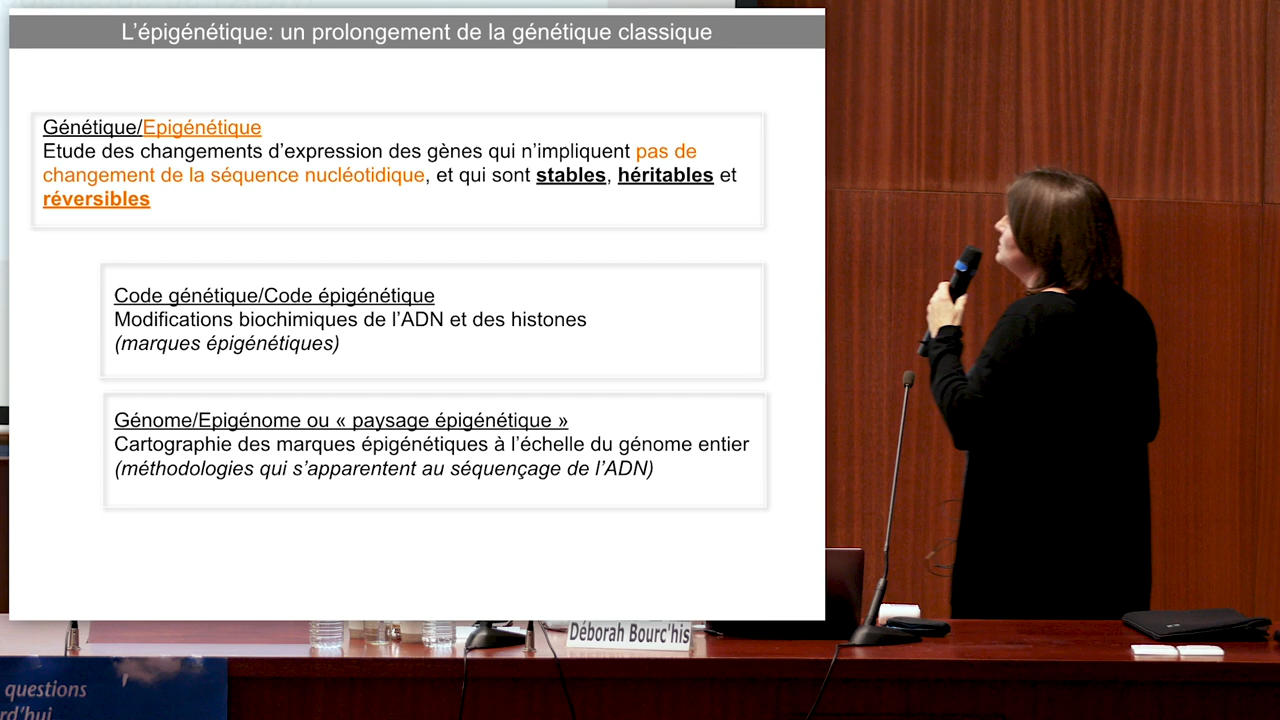 L'épigénétique: un prolongement de la génétique classique
Génétique/Epigénétique
Etude des changements d'expression des gènes qui n'impliquent pas de
changement de la séquence nucléotidique, et qui sont stables, héritables et
réversibles
Code génétique/Code épigénétique
Modifications biochimiques de l'ADN et des histones
(marques épigénétiques)
Génome/Epigénome ou « paysage épigénétique »
Cartographie des marques épigénétiques à l'échelle du génome entier
(méthodologies qui s'apparentent au séquençage de l'ADN)
Déborah Bourc'his
questions
rd'hui